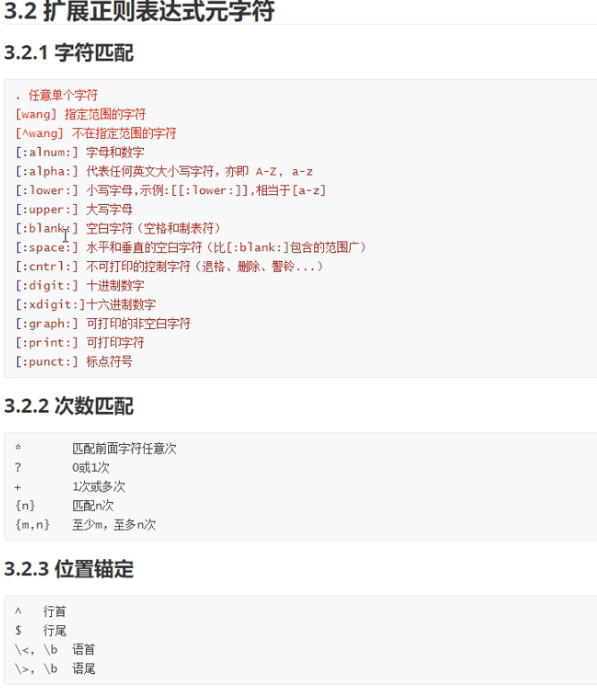 3.2 扩展正则表达式元字符
3.2.1 字符匹配
. 任意单个字符
[wang] 指定范围的字符
[^wang] 不在指定范围的字符
[:alnum:] 字母和数字
[:alpha:] 代表任何英文大小写字符，亦即 A-Z, a-z
[:lower:] 小写字母,示例:[[:lower:]],相当于[a-z]
[:upper:] 大写字母
[:blank:] 空白字符（空格和制表符）
[:space:] 水平和垂直的空白字符（比[:blank:]包含的范围广）
[:cntrl:] 不可打印的控制字符（退格、删除、警铃...）
[:digit:] 十进制数字
[:xdigit:]十六进制数字
[:graph:] 可打印的非空白字符
[:print:] 可打印字符
[:punct:] 标点符号
3.2.2 次数匹配
* 匹配前面字符任意次
? 0或1次
+ 1次或多次
{n} 匹配n次
{m,n} 至少m，至多n次
3.2.3 位置锚定
^ 行首
$ 行尾
\<, \b 语首
\>, \b 语尾